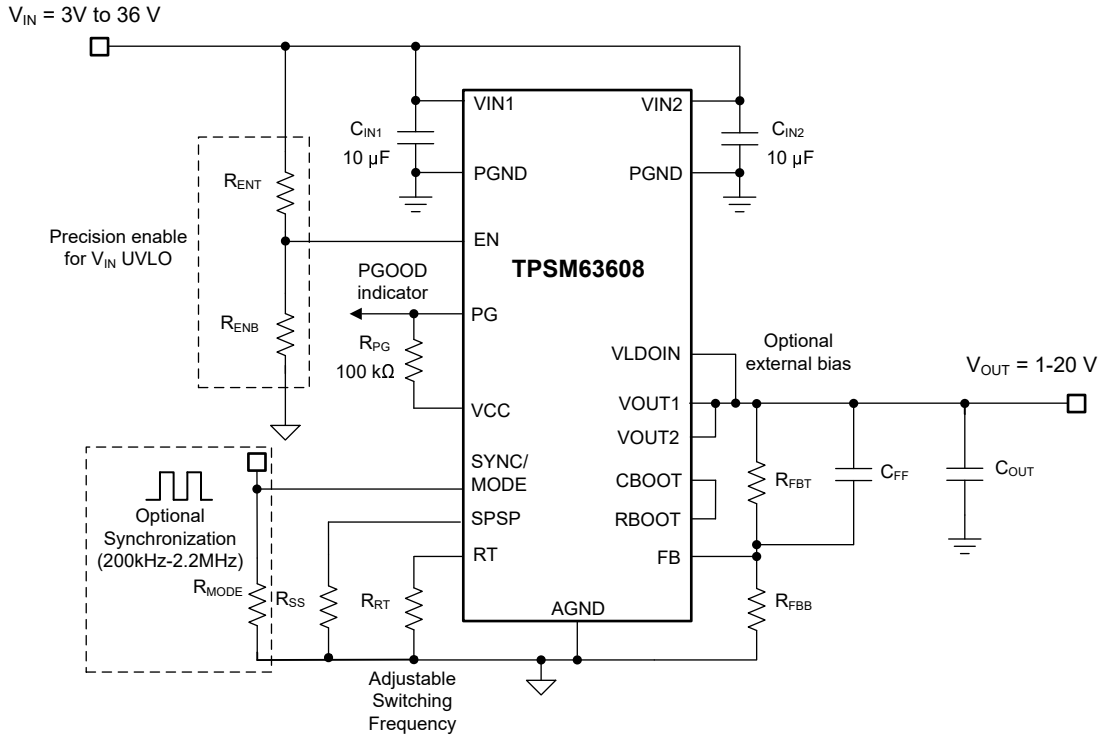 V_IN = 3V to 36 V
VIN1
VIN2
C_IN1
10 µF
C_IN2
10 µF
PGND
PGND
R_ENT
Precision enable
for V_IN UVLO
EN
TPSM63608
PGOOD
indicator
PG
R_ENB
R_PG
100 kΩ
VCC
Optional
external bias
VLDOIN
V_OUT = 1-20 V
VOUT1
VOUT2
SYNC/
MODE
CBOOT
R_FBT
C_FF
C_OUT
Optional
Synchronization
(200kHz-2.2MHz)
SPSP
RBOOT
RT
FB
R_MODE
R_SS
R_RT
AGND
R_FBB
Adjustable
Switching
Frequency